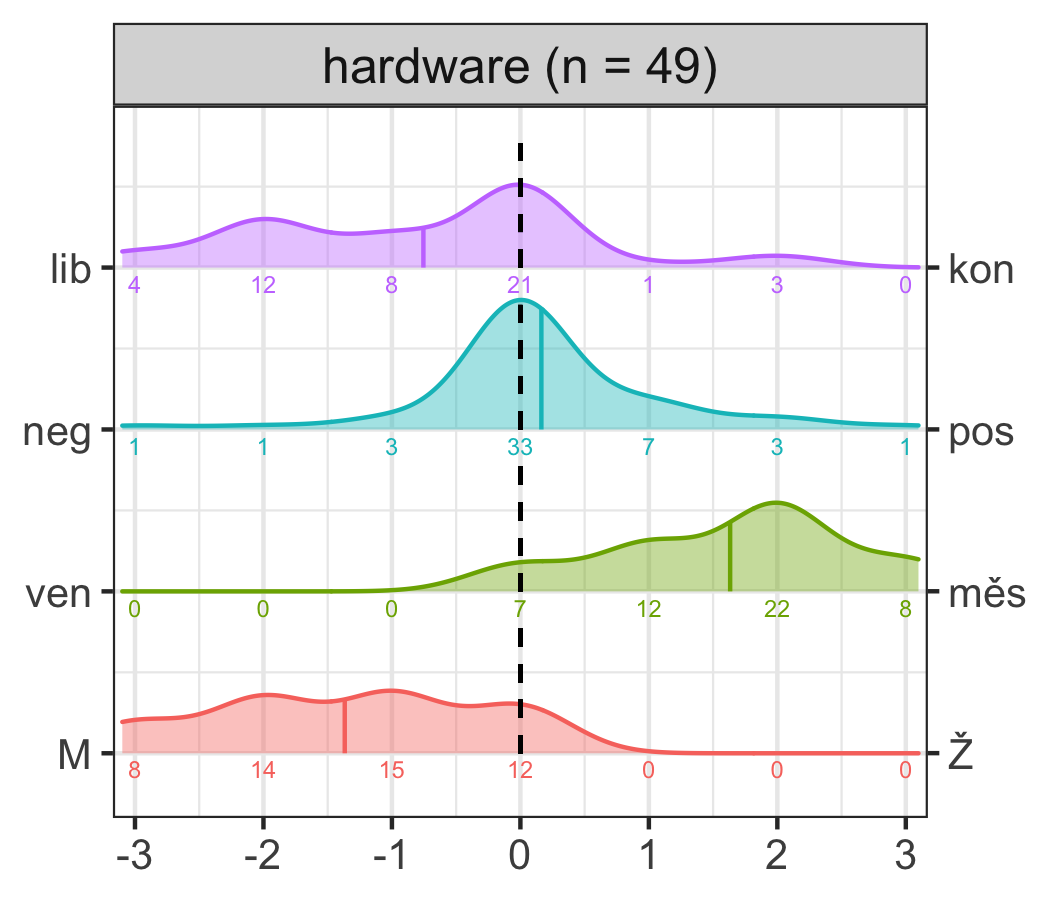 hardware (n = 49)
lib kon
4 12 8 21 1 3 0
neg pos
1 1 3 33 7 3 1
ven měs
0 0 0 7 12 22 8
M Ž
8 14 15 12 0 0 0
-3 -2 -1 0 1 2 3